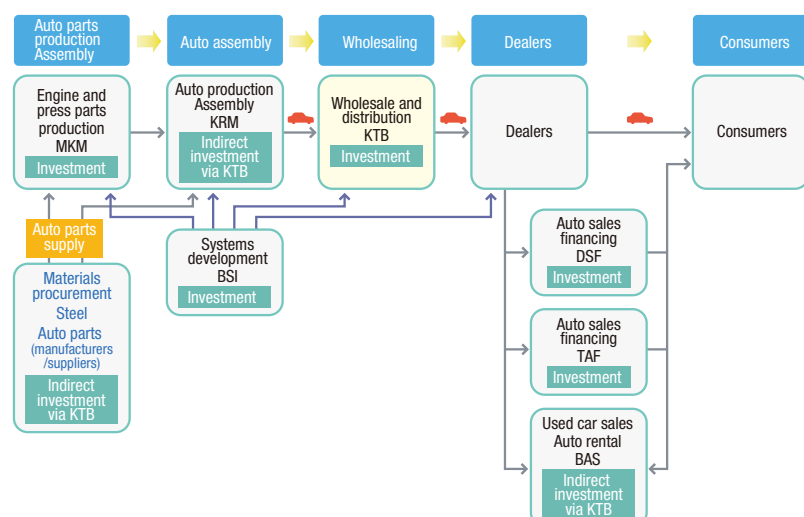 Auto parts
production
Assembly
Auto assembly
Wholesaling
Dealers
Consumers
Engine and
press parts
production
MKM
Investment
Auto production
Assembly
KRM
Indirect
investment
via KTB
Wholesale and
distribution
KTB
Investment
Dealers
Consumers
Auto parts
supply
Materials
procurement
Steel
Auto parts
(manufacturers
/suppliers)
Indirect
investment
via KTB
Systems
development
BSI
Investment
Auto sales
financing
DSF
Investment
Auto sales
financing
TAF
Investment
Used car sales
Auto rental
BAS
Indirect
investment
via KTB